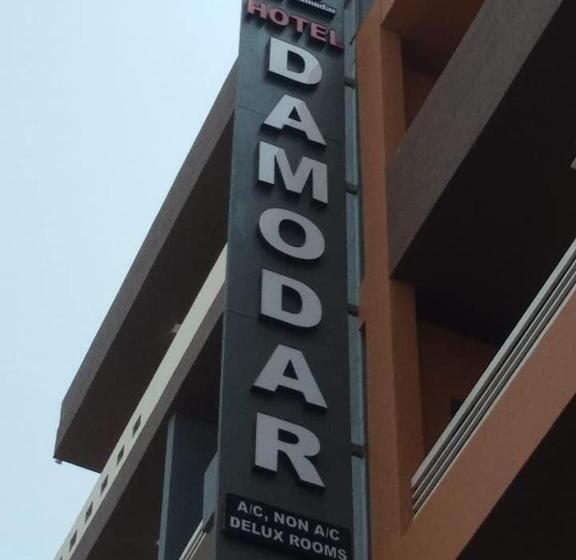 HOTEL
DAMODAR
A/C, NON A/C
DELUX ROOMS